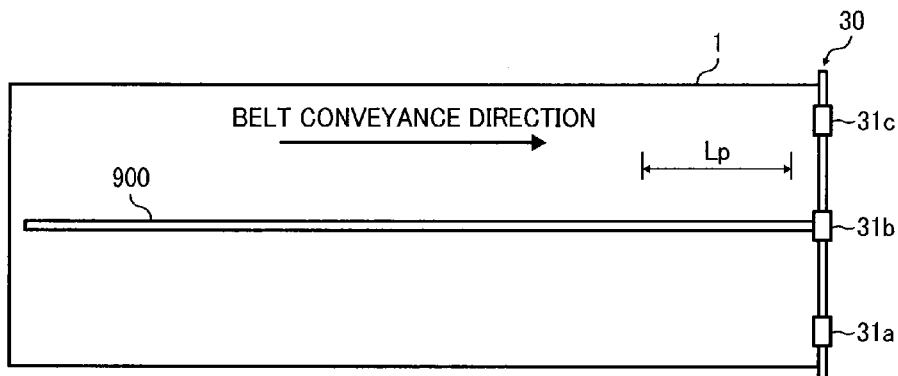 30
1
31c
BELT CONVEYANCE DIRECTION
Lp
900
31b
31a